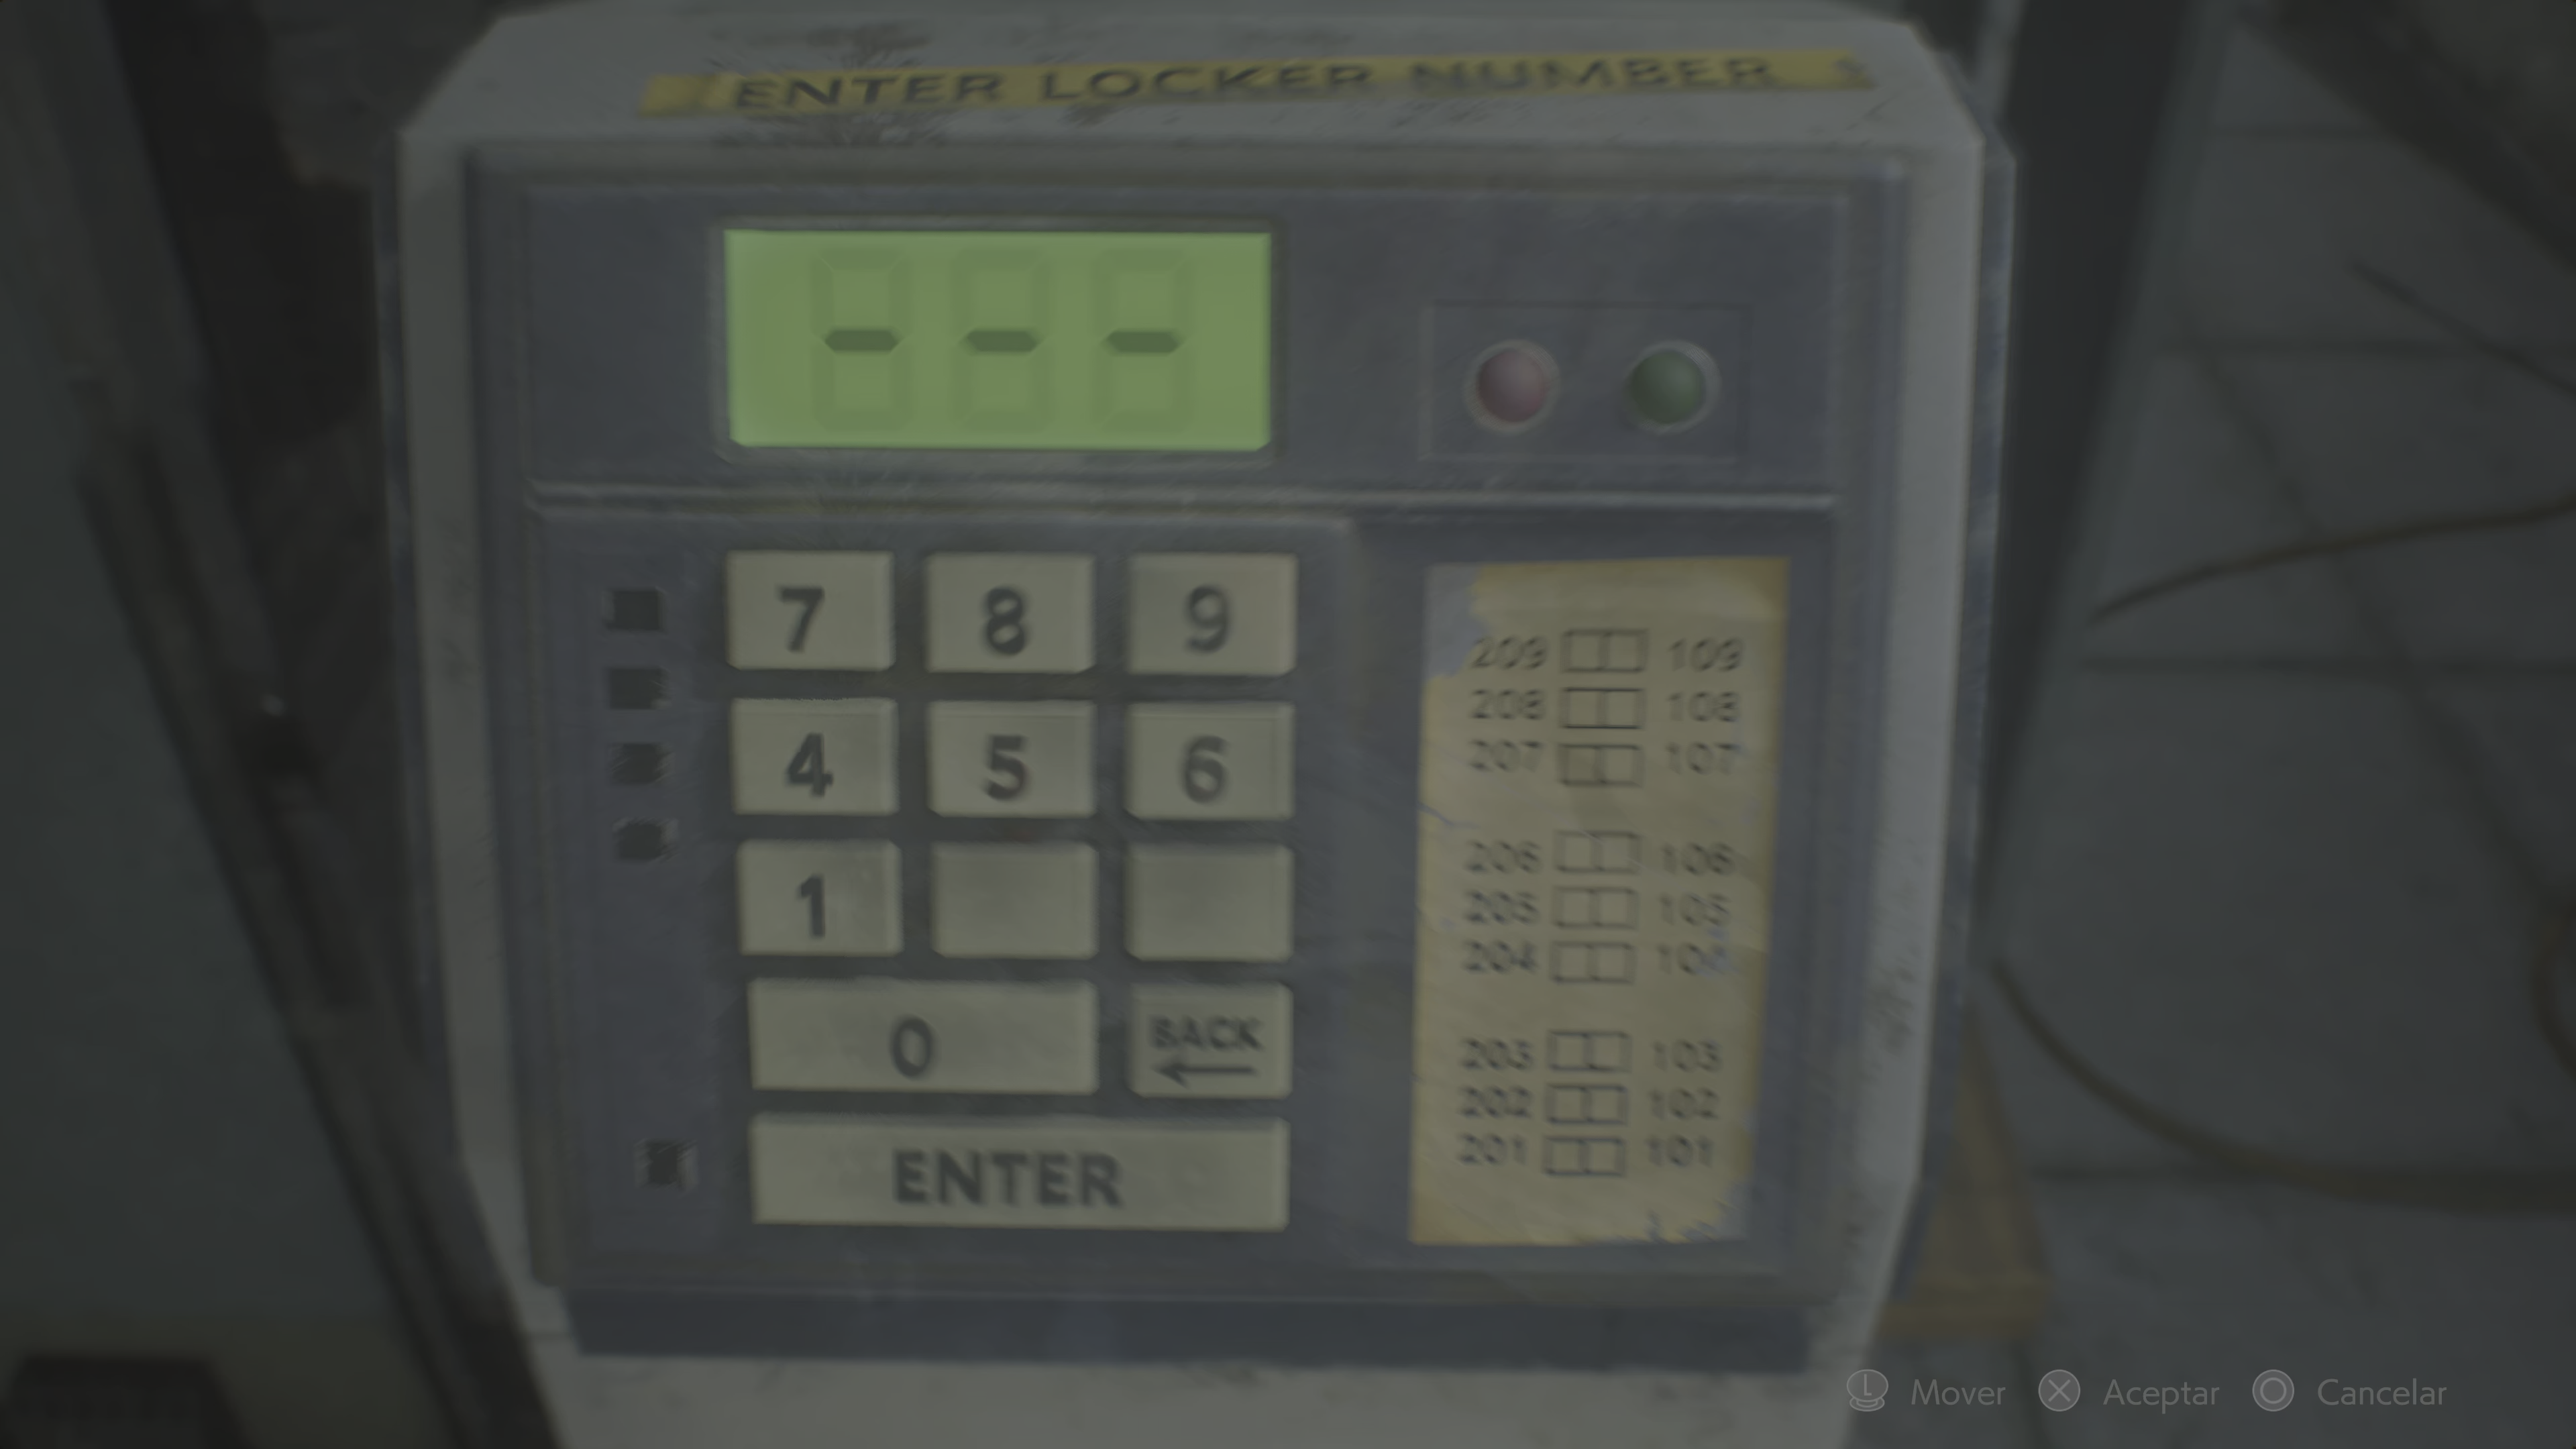 ENTER LOCKER NUMBER
7 8 9
4 5 6
1
0 BACK
ENTER
209 109
208 108
207 107
206 106
205 105
204 104
203 103
202 102
201 101
L Mover Aceptar Cancelar